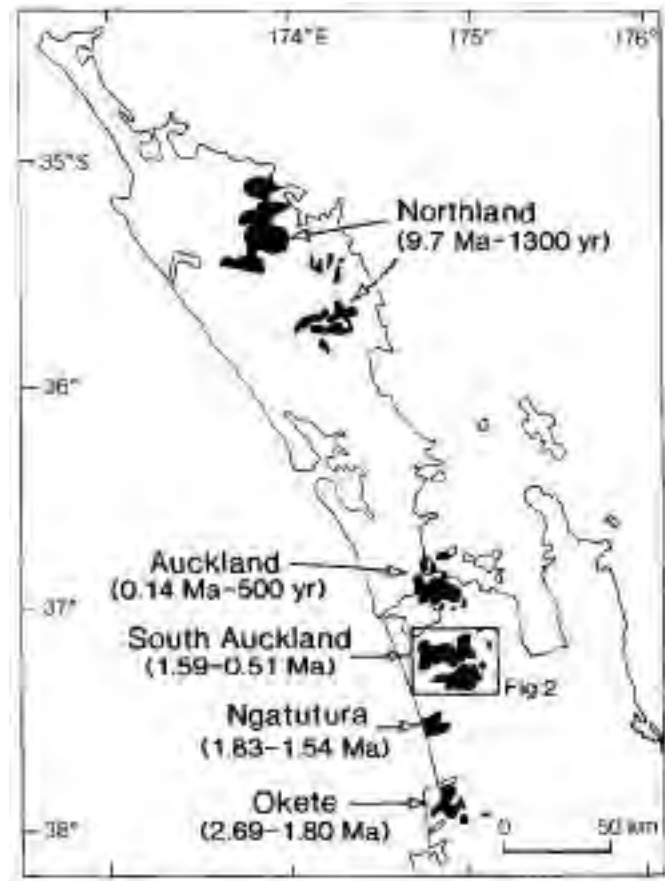 174°E 175° 176°
35°S
Northland
(9.7 Ma-1300 yr)
36°
Auckland
(0.14 Ma-500 yr)
37°
South Auckland
(1.59-0.51 Ma)
Fig 2
Ngatutura
(1.83-1.54 Ma)
Okete
(2.69-1.80 Ma)
0 50 km
38°